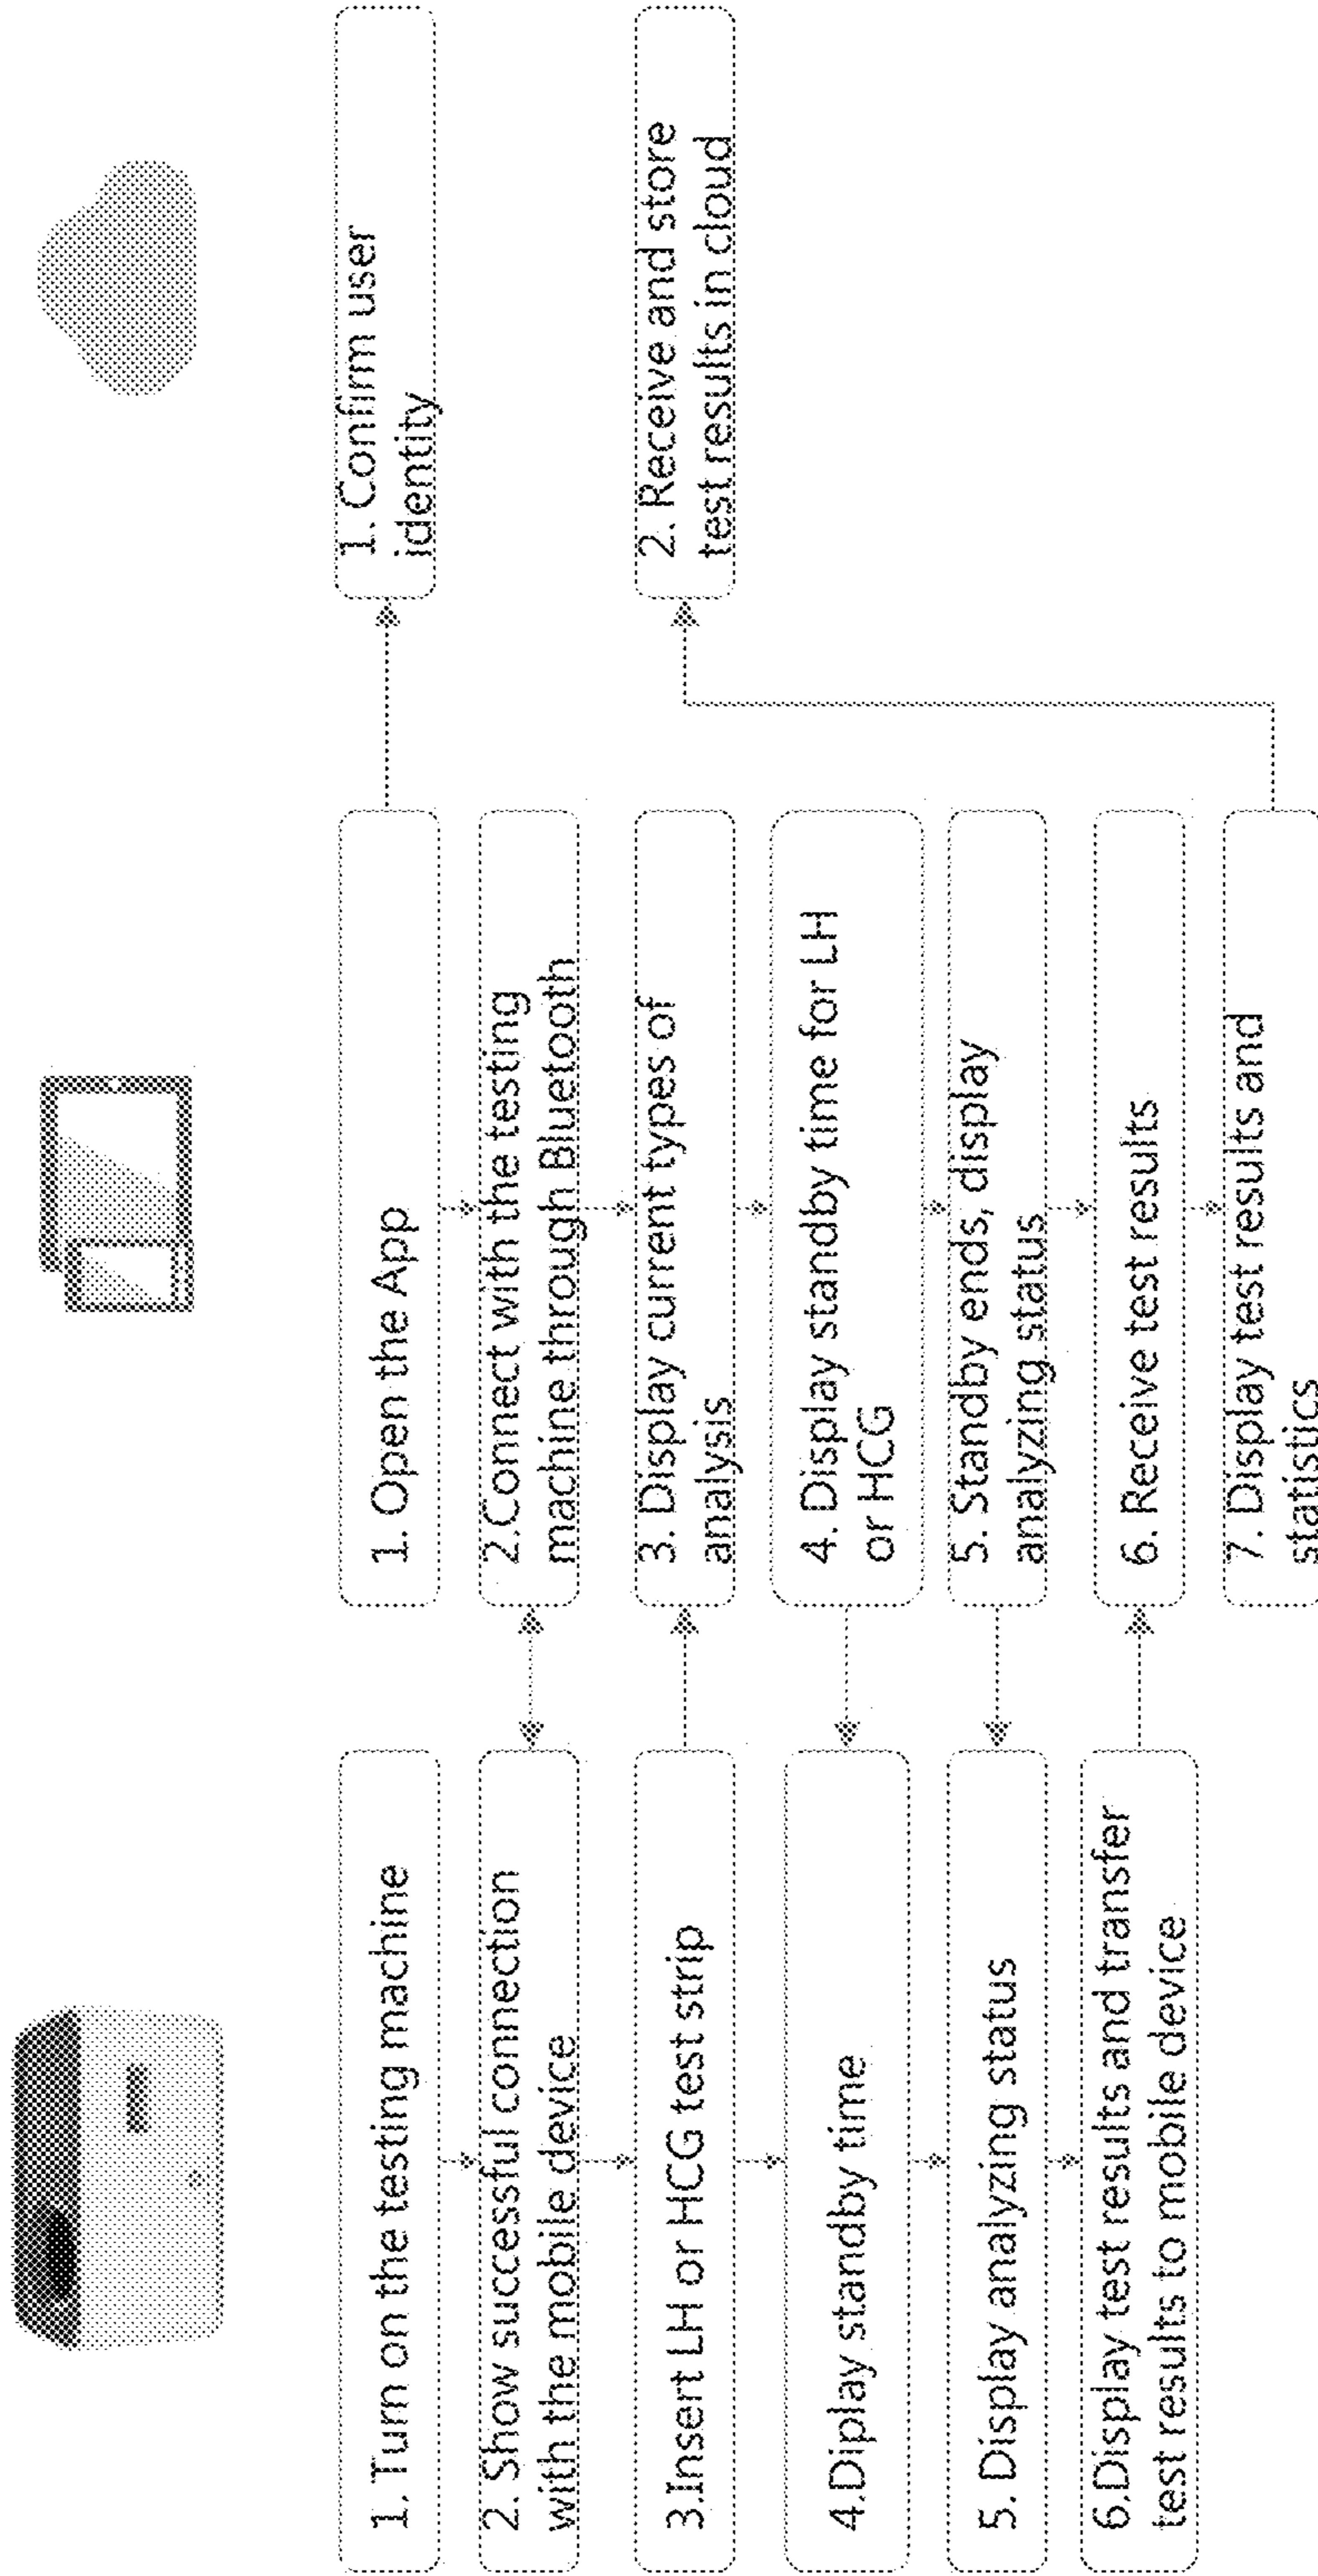 1. Turn on the testing machine
2. Show successful connection
with the mobile device
3.Insert LH or HCG test strip
4.Diplay standby time
5. Display analyzing status
6.Display test results and transfer
test results to mobile device
1. Open the App
2.Connect with the testing
machine through Bluetooth
3. Display current types of
analysis
4. Display standby time for LH
or HCG
5. Standby ends, display
analyzing status
6. Receive test results
7. Display test results and
statistics
1. Confirm user
identity
2. Receive and store
test results in cloud